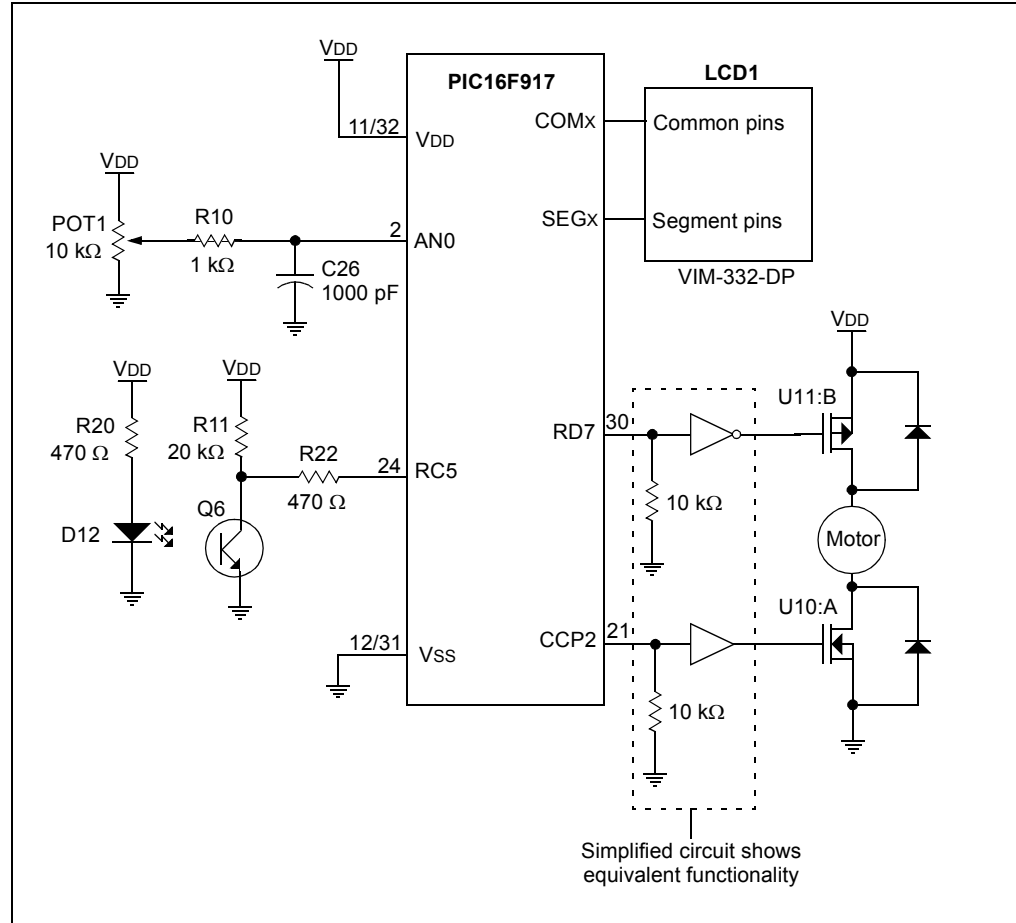 VDD
PIC16F917
LCD1
11/32
VDD
COMx
Common pins
VDD
POT1
10 kΩ
R10
1 kΩ
2
AN0
SEGx
Segment pins
C26
1000 pF
VIM-332-DP
VDD
VDD
VDD
R20
470 Ω
R11
20 kΩ
R22
470 Ω
24
RC5
RD7
30
U11:B
10 kΩ
D12
Q6
Motor
U10:A
12/31
VSS
CCP2
21
10 kΩ
Simplified circuit shows
equivalent functionality